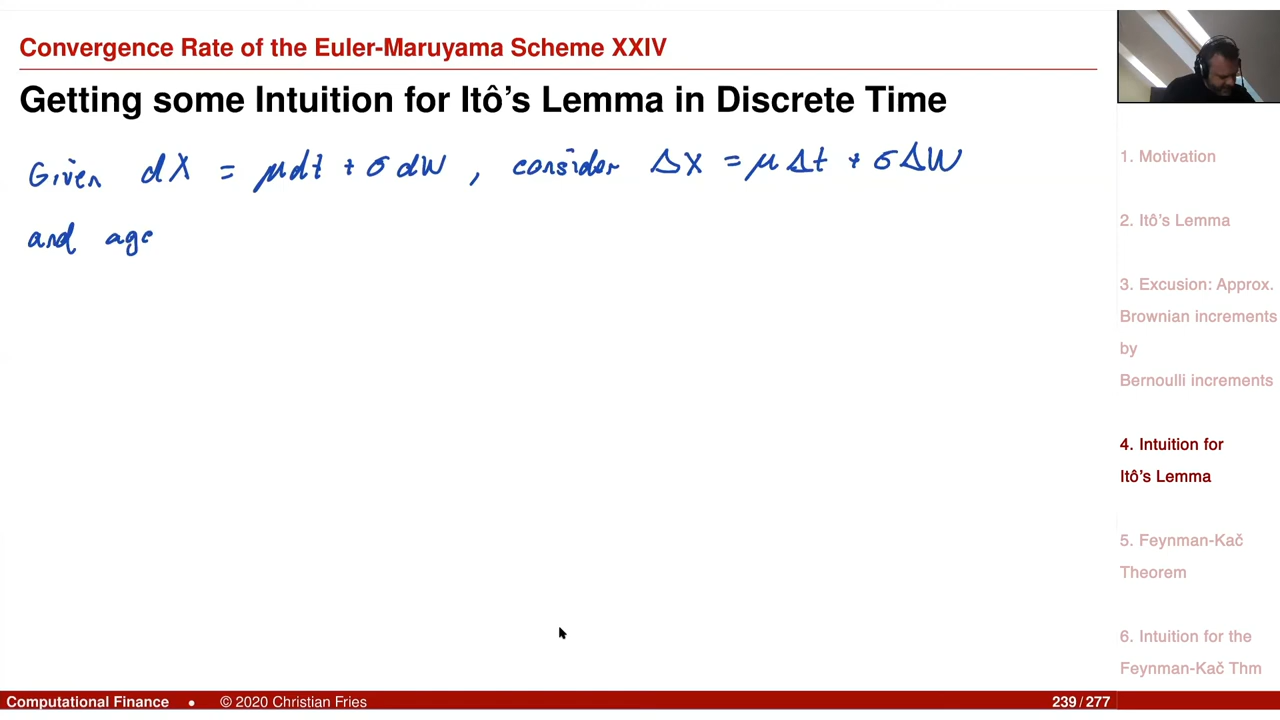 Convergence Rate of the Euler-Maruyama Scheme XXIV
Getting some Intuition for Itô's Lemma in Discrete Time
Given dX = μdt + σdW, consider ΔX = μΔt + σΔW
and
1. Motivation
2. Itô's Lemma
3. Excusion: Approx.
Brownian increments
by
Bernoulli increments
4. Intuition for
Itô's Lemma
5. Feynman-Kač
Theorem
6. Intuition for the
Feynman-Kač Thm
Computational Finance • © 2020 Christian Fries 239 / 277